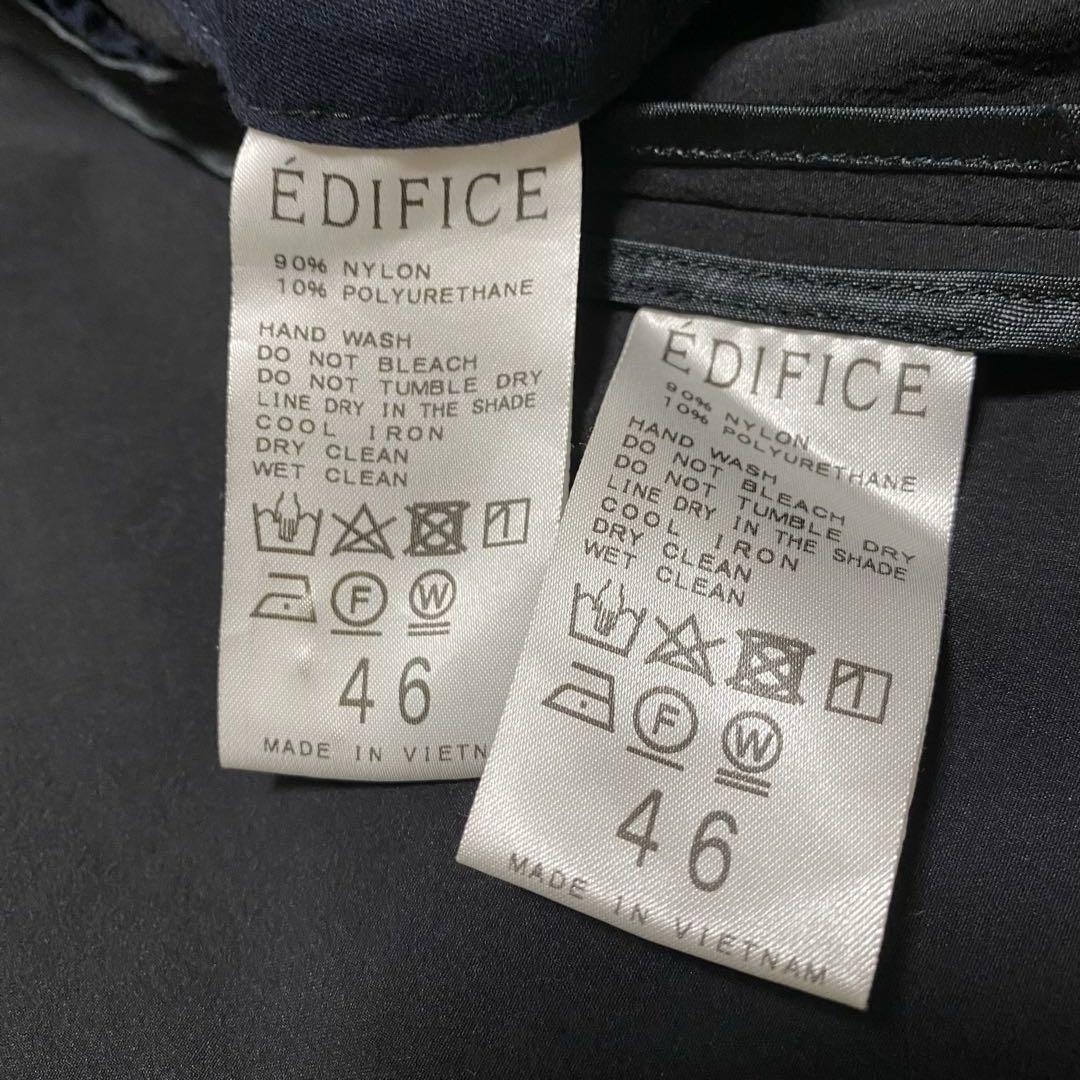 ÉDIFICE
90% NYLON
10% POLYURETHANE
HAND WASH
DO NOT BLEACH
DO NOT TUMBLE DRY
LINE DRY IN THE SHADE
COOL IRON
DRY CLEAN
WET CLEAN
F W
46
MADE IN VIETN
ÉDIFICE
90% NYLON
10% POLYURETHANE
HAND WASH
DO NOT BLEACH
DO NOT TUMBLE DRY
LINE DRY IN THE SHADE
COOL IRON
DRY CLEAN
WET CLEAN
F W
46
MADE IN VIETNAM